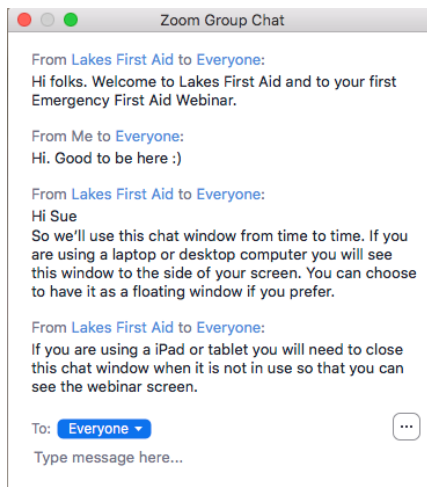 Zoom Group Chat
From Lakes First Aid to Everyone:
Hi folks. Welcome to Lakes First Aid and to your first
Emergency First Aid Webinar.
From Me to Everyone:
Hi. Good to be here :)
From Lakes First Aid to Everyone:
Hi Sue
So we'll use this chat window from time to time. If you
are using a laptop or desktop computer you will see
this window to the side of your screen. You can choose
to have it as a floating window if you prefer.
From Lakes First Aid to Everyone:
If you are using a iPad or tablet you will need to close
this chat window when it is not in use so that you can
see the webinar screen.
To: Everyone
Type message here...